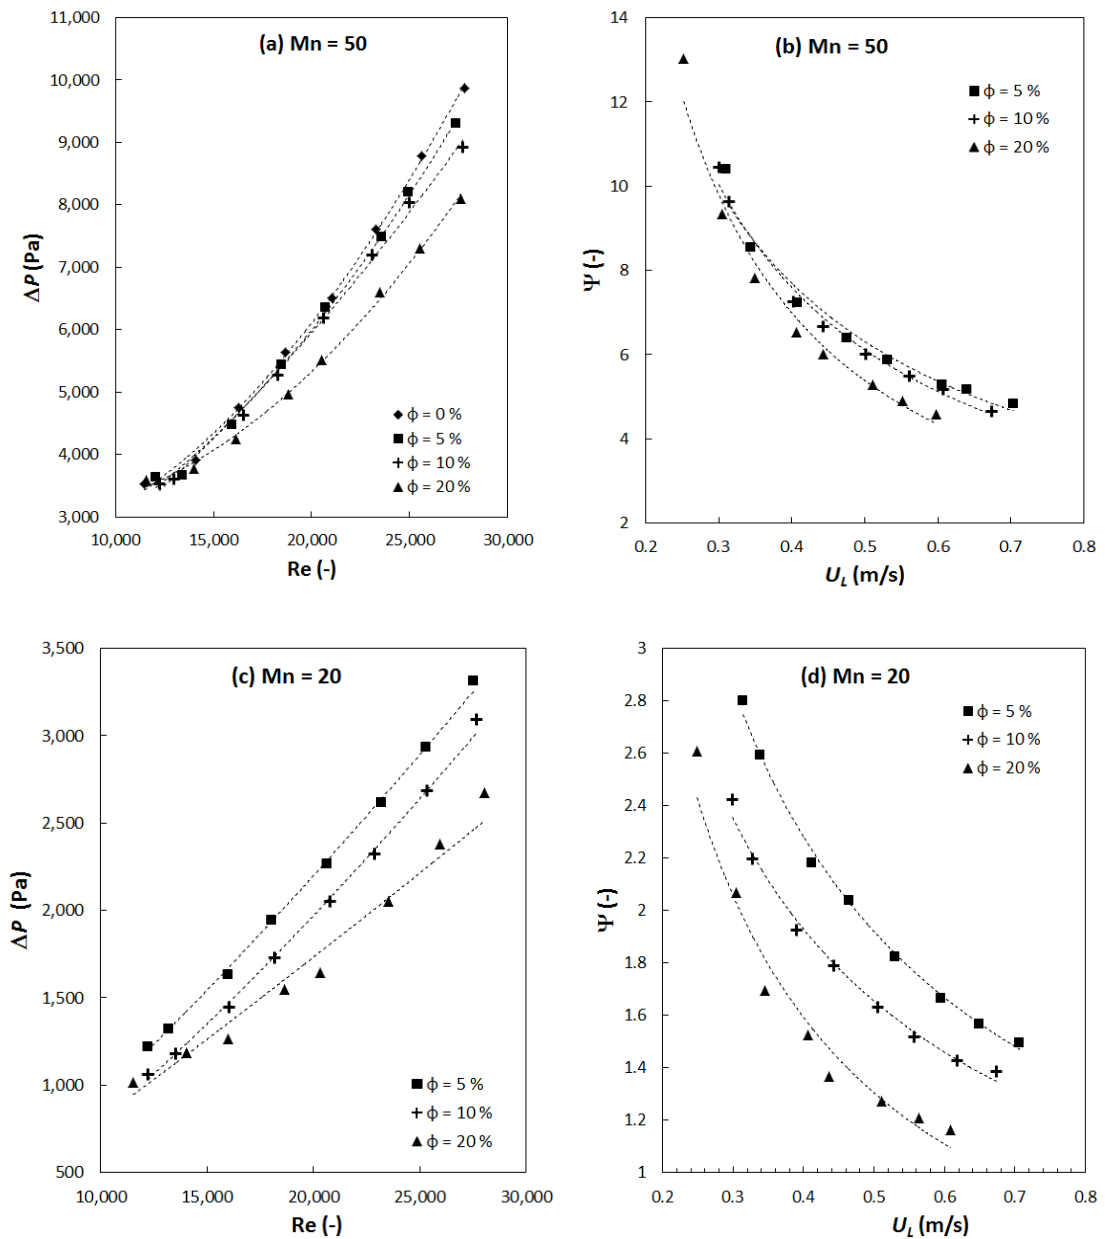 (a) Mn = 50
11,000
10,000
9,000
8,000
7,000
6,000
5,000
4,000
3,000
ΔP (Pa)
ϕ = 0 %
ϕ = 5 %
ϕ = 10 %
ϕ = 20 %
10,000 15,000 20,000 25,000 30,000
Re (-)
(b) Mn = 50
14
12
10
8
6
4
2
Ψ (-)
ϕ = 5 %
ϕ = 10 %
ϕ = 20 %
0.2 0.3 0.4 0.5 0.6 0.7 0.8
U_L (m/s)
(c) Mn = 20
3,500
3,000
2,500
2,000
1,500
1,000
500
ΔP (Pa)
ϕ = 5 %
ϕ = 10 %
ϕ = 20 %
10,000 15,000 20,000 25,000 30,000
Re (-)
(d) Mn = 20
3
2.8
2.6
2.4
2.2
2
1.8
1.6
1.4
1.2
1
Ψ (-)
ϕ = 5 %
ϕ = 10 %
ϕ = 20 %
0.2 0.3 0.4 0.5 0.6 0.7 0.8
U_L (m/s)